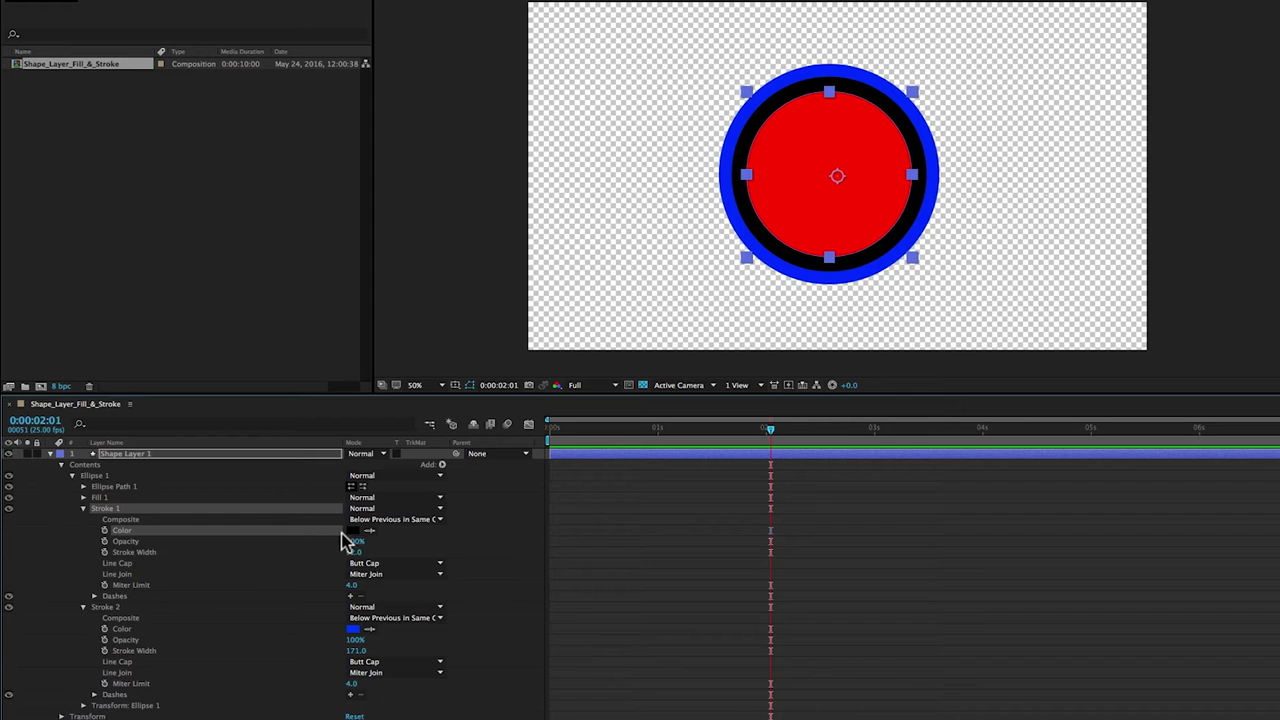 Name Type Media Duration Date
Shape_Layer_Fill_&_Stroke Composition 0:00:10:00 May 24, 2016, 12:00:38
8 bpc 50% 0:00:02:01 Full Active Camera 1 View +0.0
× Shape_Layer_Fill_&_Stroke
0:00:02:01
00051 (25.00 fps)
:00s 01s 02s 03s 04s 05s 06s
# Layer Name Mode T TrkMat Parent
1 Shape Layer 1 Normal None
Contents Add:
Ellipse 1 Normal
Ellipse Path 1
Fill 1 Normal
Stroke 1 Normal
Composite Below Previous in Same G
Color
Opacity
Stroke Width
Line Cap Butt Cap
Line Join Miter Join
Miter Limit 4.0
Dashes + −
Stroke 2 Normal
Composite Below Previous in Same G
Color
Opacity 100%
Stroke Width 171.0
Line Cap Butt Cap
Line Join Miter Join
Miter Limit 4.0
Dashes + −
Transform: Ellipse 1
Transform Reset